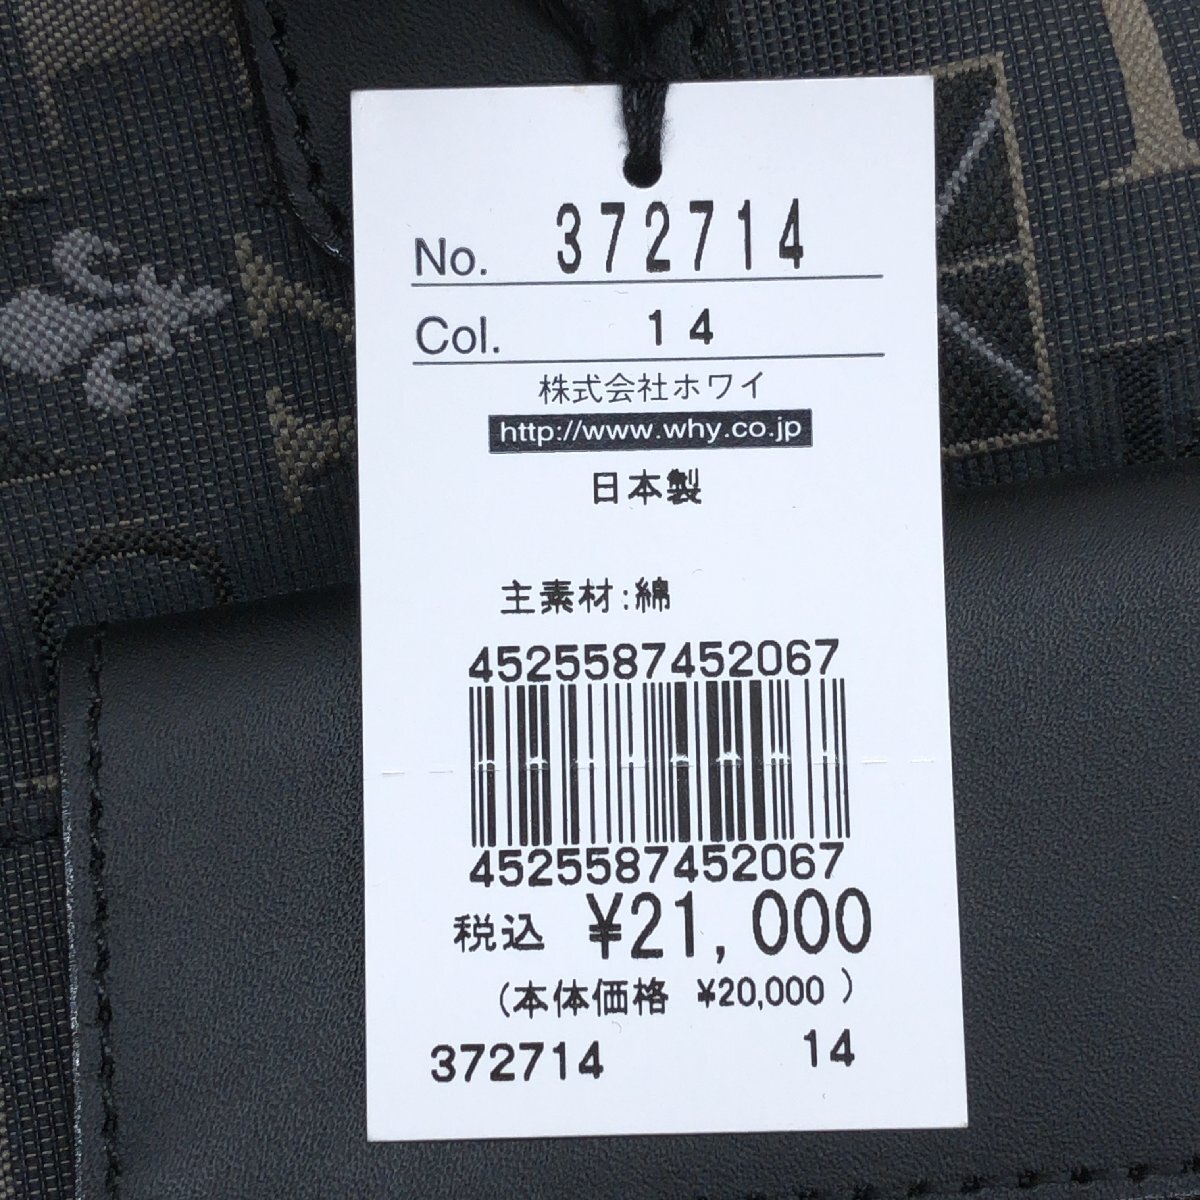 No. 372714
Col. 14
株式会社ホワイ
http://www.why.co.jp
日本製
主素材:綿
4525587452067
4525587452067
税込 ¥21,000
(本体価格 ¥20,000)
372714 14